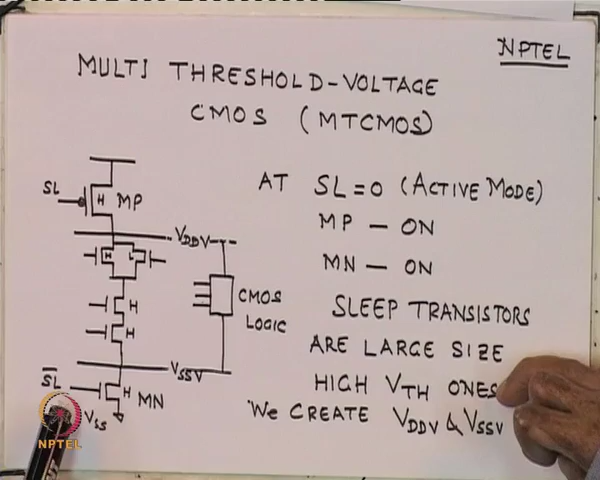 NPTEL
MULTI THRESHOLD-VOLTAGE
CMOS (MTCMOS)
AT SL=0 (ACTIVE MODE)
MP — ON
MN — ON
SLEEP TRANSISTORS
ARE LARGE SIZE
HIGH VTH ONES
WE CREATE VDDV & VSSV
SL
H MP
VDDV
H L
CMOS
LOGIC
H
H
VSSV
S̅L̅
H MN
VSS
NPTEL